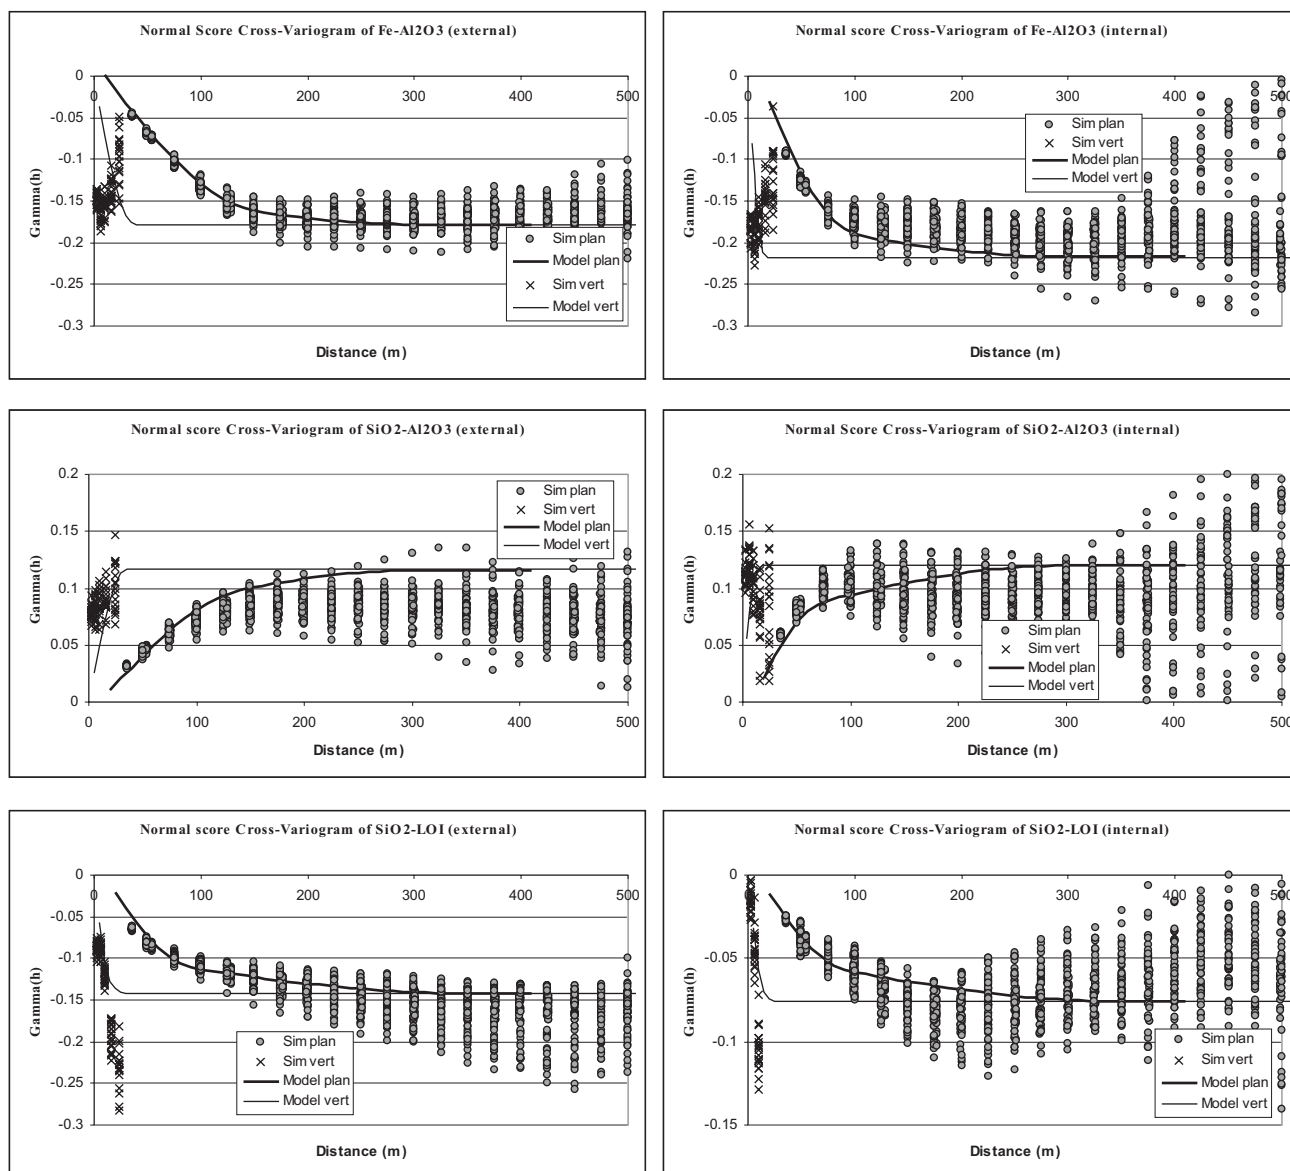 Normal Score Cross-Variogram of Fe-Al2O3 (external)
0
-0.05
-0.1
-0.15
-0.2
-0.25
-0.3
0
100
200
300
400
500
Gamma(h)
Distance (m)
Sim plan
Model plan
Sim vert
Model vert
Normal Score Cross-Variogram of Fe-Al2O3 (internal)
0
-0.05
-0.1
-0.15
-0.2
-0.25
-0.3
0
100
200
300
400
500
Gamma(h)
Distance (m)
Sim plan
Sim vert
Model plan
Model vert
Normal score Cross-Variogram of SiO2-Al2O3 (external)
0.2
0.15
0.1
0.05
0
0
100
200
300
400
500
Gamma(h)
Distance (m)
Sim plan
Sim vert
Model plan
Model vert
Normal Score Cross-Variogram of SiO2-Al2O3 (internal)
0.2
0.15
0.1
0.05
0
0
100
200
300
400
500
Gamma(h)
Distance (m)
Sim plan
Sim vert
Model plan
Model vert
Normal score Cross-Variogram of SiO2-LOI (external)
0
-0.05
-0.1
-0.15
-0.2
-0.25
-0.3
0
100
200
300
400
500
Gamma(h)
Distance (m)
Sim plan
Sim vert
Model plan
Model vert
Normal score Cross-Variogram of SiO2-LOI (internal)
0
-0.05
-0.1
-0.15
0
100
200
300
400
500
Gamma(h)
Distance (m)
Sim plan
Sim vert
Model plan
Model vert